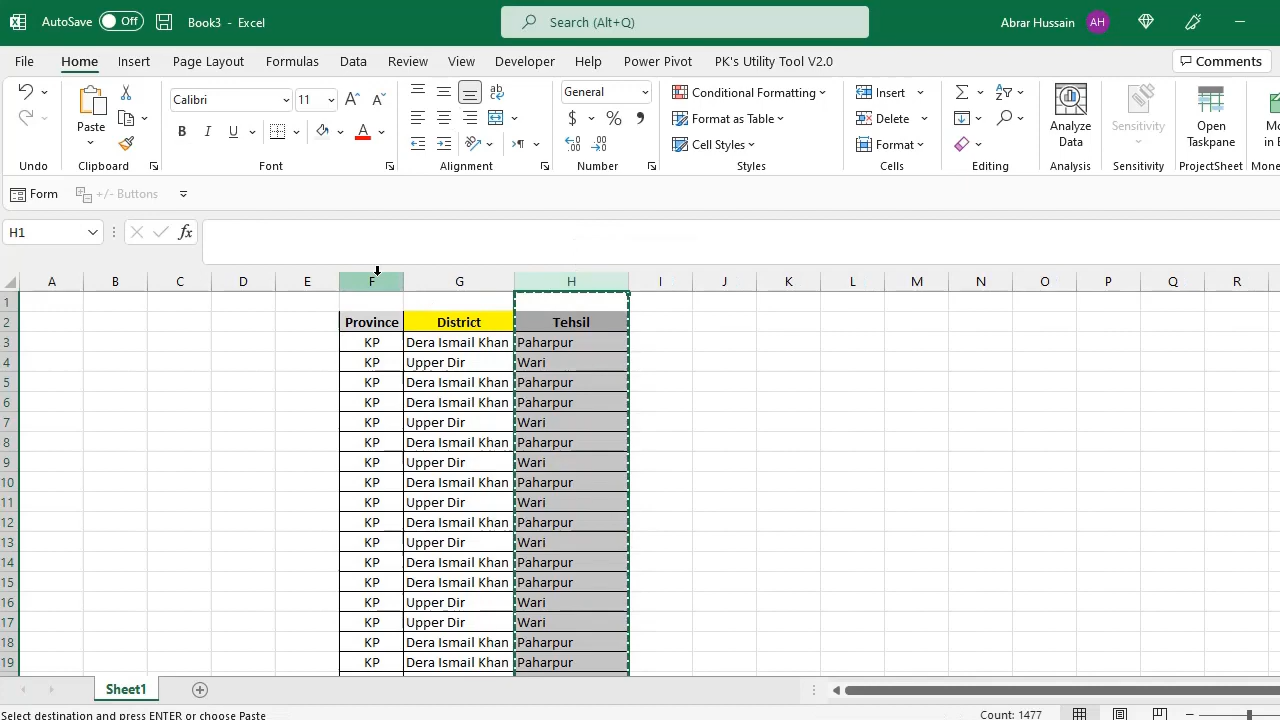 AutoSave Off Book3 - Excel Search (Alt+Q) Abrar Hussain AH
File Home Insert Page Layout Formulas Data Review View Developer Help Power Pivot PK's Utility Tool V2.0 Comments
Calibri 11 General Conditional Formatting Insert
Paste Format as Table Delete Analyze Data Sensitivity Open Taskpane
B I U A $ % 9 Cell Styles Format
Undo Clipboard Font Alignment Number Styles Cells Editing Analysis Sensitivity ProjectSheet
Form +/- Buttons
H1 fx
A B C D E F G H I J K L M N O P Q R
1
2 Province District Tehsil
3 KP Dera Ismail Khan Paharpur
4 KP Upper Dir Wari
5 KP Dera Ismail Khan Paharpur
6 KP Dera Ismail Khan Paharpur
7 KP Upper Dir Wari
8 KP Dera Ismail Khan Paharpur
9 KP Upper Dir Wari
10 KP Dera Ismail Khan Paharpur
11 KP Upper Dir Wari
12 KP Dera Ismail Khan Paharpur
13 KP Upper Dir Wari
14 KP Dera Ismail Khan Paharpur
15 KP Dera Ismail Khan Paharpur
16 KP Upper Dir Wari
17 KP Upper Dir Wari
18 KP Dera Ismail Khan Paharpur
19 KP Dera Ismail Khan Paharpur
Sheet1
Select destination and press ENTER or choose Paste Count: 1477